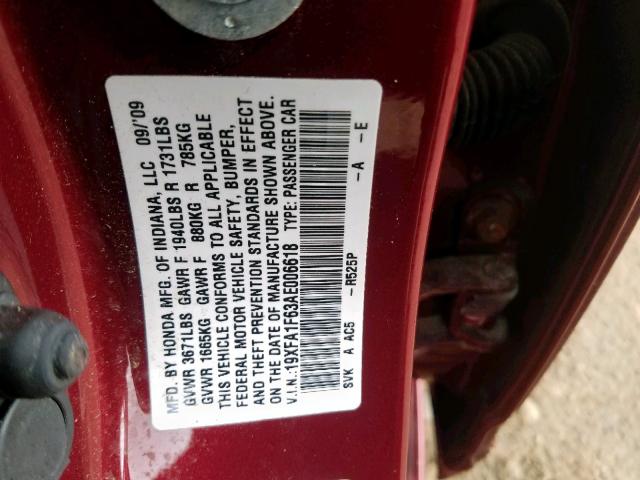 MFD. BY HONDA MFG. OF INDIANA, LLC 09/'09
GVWR 3671LBS GAWR F 1940LBS R 1731LBS
GVWR 1665KG GAWR F 880KG R 785KG
THIS VEHICLE CONFORMS TO ALL APPLICABLE
FEDERAL MOTOR VEHICLE SAFETY, BUMPER,
AND THEFT PREVENTION STANDARDS IN EFFECT
ON THE DATE OF MANUFACTURE SHOWN ABOVE.
V.I.N.:19XFA1F63AE006618 TYPE: PASSENGER CAR
SVK A AC5 -R525P -A -E